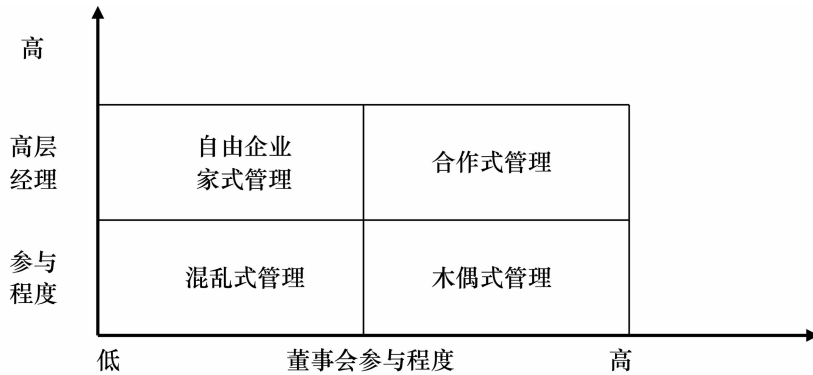 高
高层
经理
自由企业
家式管理
合作式管理
参与
程度
混乱式管理
木偶式管理
低
董事会参与程度
高